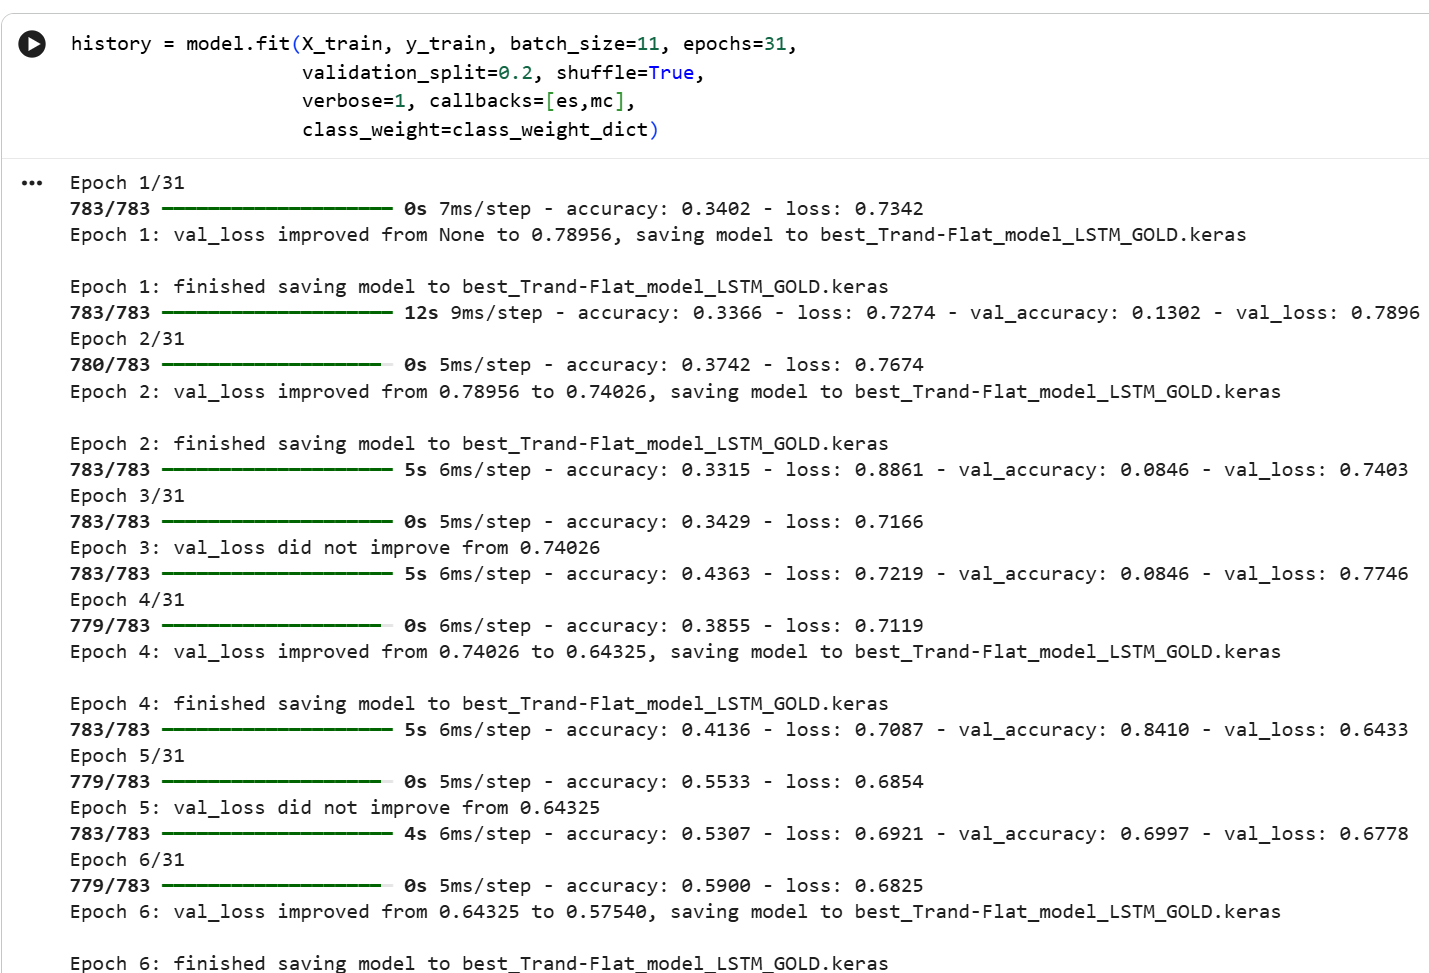 history = model.fit(X_train, y_train, batch_size=11, epochs=31,
validation_split=0.2, shuffle=True,
verbose=1, callbacks=[es,mc],
class_weight=class_weight_dict)
Epoch 1/31
783/783 0s 7ms/step - accuracy: 0.3402 - loss: 0.7342
Epoch 1: val_loss improved from None to 0.78956, saving model to best_Trand-Flat_model_LSTM_GOLD.keras
Epoch 1: finished saving model to best_Trand-Flat_model_LSTM_GOLD.keras
783/783 12s 9ms/step - accuracy: 0.3366 - loss: 0.7274 - val_accuracy: 0.1302 - val_loss: 0.7896
Epoch 2/31
780/783 0s 5ms/step - accuracy: 0.3742 - loss: 0.7674
Epoch 2: val_loss improved from 0.78956 to 0.74026, saving model to best_Trand-Flat_model_LSTM_GOLD.keras
Epoch 2: finished saving model to best_Trand-Flat_model_LSTM_GOLD.keras
783/783 5s 6ms/step - accuracy: 0.3315 - loss: 0.8861 - val_accuracy: 0.0846 - val_loss: 0.7403
Epoch 3/31
783/783 0s 5ms/step - accuracy: 0.3429 - loss: 0.7166
Epoch 3: val_loss did not improve from 0.74026
783/783 5s 6ms/step - accuracy: 0.4363 - loss: 0.7219 - val_accuracy: 0.0846 - val_loss: 0.7746
Epoch 4/31
779/783 0s 6ms/step - accuracy: 0.3855 - loss: 0.7119
Epoch 4: val_loss improved from 0.74026 to 0.64325, saving model to best_Trand-Flat_model_LSTM_GOLD.keras
Epoch 4: finished saving model to best_Trand-Flat_model_LSTM_GOLD.keras
783/783 5s 6ms/step - accuracy: 0.4136 - loss: 0.7087 - val_accuracy: 0.8410 - val_loss: 0.6433
Epoch 5/31
779/783 0s 5ms/step - accuracy: 0.5533 - loss: 0.6854
Epoch 5: val_loss did not improve from 0.64325
783/783 4s 6ms/step - accuracy: 0.5307 - loss: 0.6921 - val_accuracy: 0.6997 - val_loss: 0.6778
Epoch 6/31
779/783 0s 5ms/step - accuracy: 0.5900 - loss: 0.6825
Epoch 6: val_loss improved from 0.64325 to 0.57540, saving model to best_Trand-Flat_model_LSTM_GOLD.keras
Epoch 6: finished saving model to best_Trand-Flat_model_LSTM_GOLD.keras